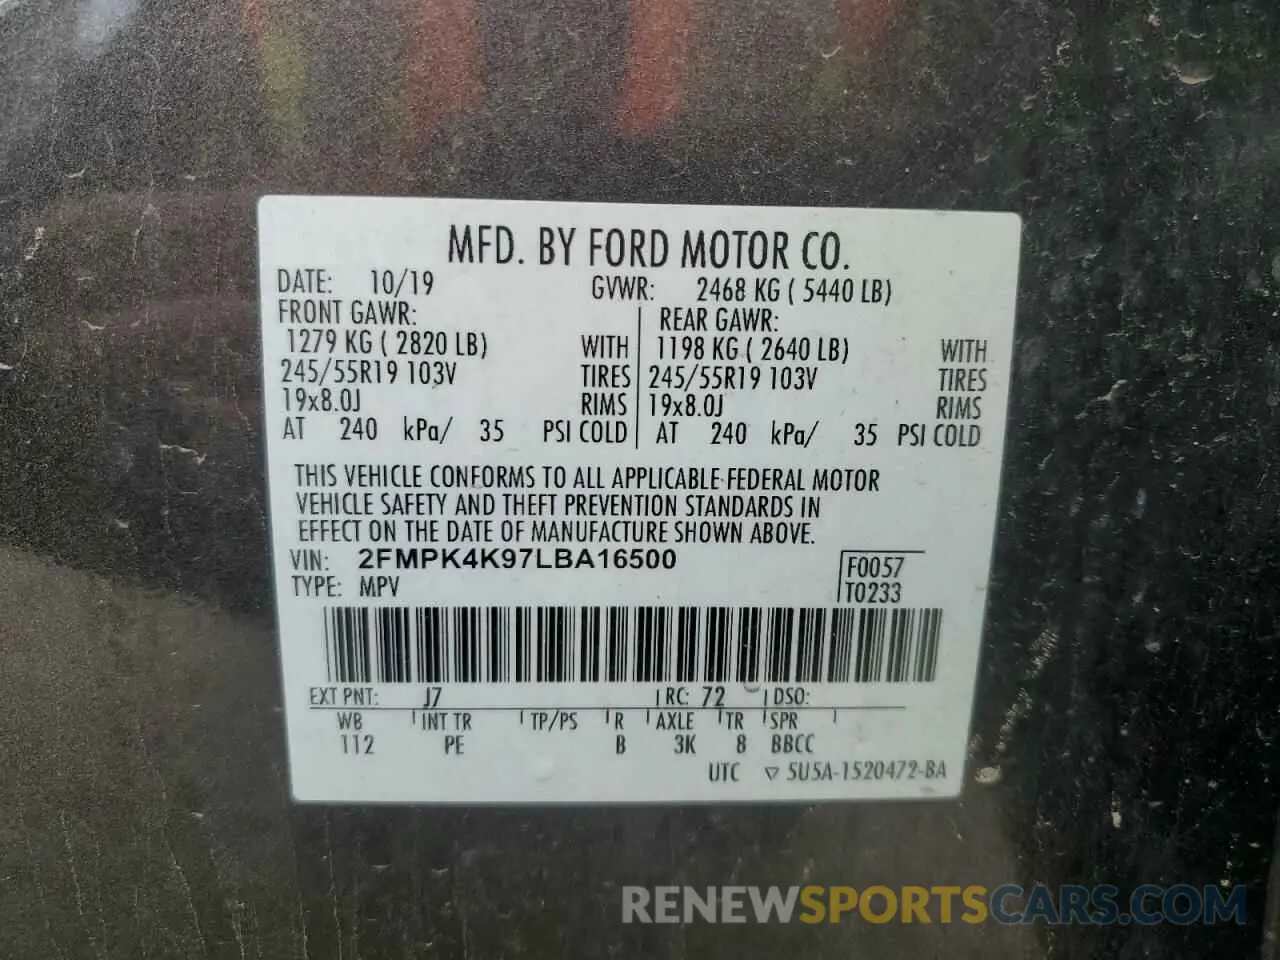 MFD. BY FORD MOTOR CO.
DATE: 10/19 GVWR: 2468 KG ( 5440 LB)
FRONT GAWR: REAR GAWR:
1279 KG ( 2820 LB) WITH 1198 KG ( 2640 LB) WITH
245/55R19 103V TIRES 245/55R19 103V TIRES
19x8.0J RIMS 19x8.0J RIMS
AT 240 kPa/ 35 PSI COLD AT 240 kPa/ 35 PSI COLD
THIS VEHICLE CONFORMS TO ALL APPLICABLE FEDERAL MOTOR
VEHICLE SAFETY AND THEFT PREVENTION STANDARDS IN
EFFECT ON THE DATE OF MANUFACTURE SHOWN ABOVE.
VIN: 2FMPK4K97LBA16500 F0057
TYPE: MPV T0233
EXT PNT: J7 RC: 72 DSO:
WB INT TR TP/PS R AXLE TR SPR
112 PE B 3K 8 BBCC
UTC ▽ 5U5A-1520472-BA
RENEWSPORTSCARS.COM